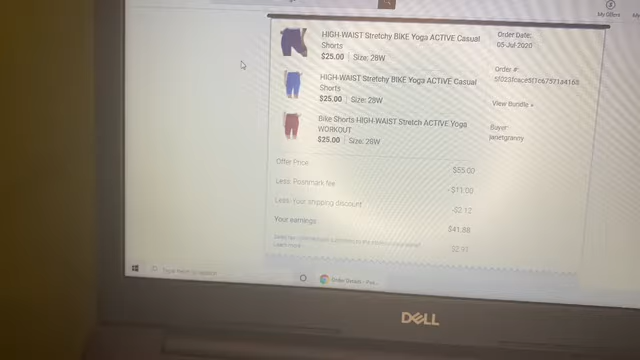 My Offers
HIGH-WAIST Stretchy BIKE Yoga ACTIVE Casual
Shorts
$25.00 | Size: 28W
HIGH-WAIST Stretchy BIKE Yoga ACTIVE Casual
Shorts
$25.00 | Size: 28W
Bike Shorts HIGH-WAIST Stretch ACTIVE Yoga
WORKOUT
$25.00 | Size: 28W
Order Date:
05-Jul-2020
Order #:
View Bundle »
Buyer:
janetgranny
Offer Price
$55.00
Less: Poshmark fee
-$11.00
Less: Your shipping discount
-$2.12
Your earnings
$41.88
Learn more
$2.91
Type here to search
Order Details - Pos...
DELL